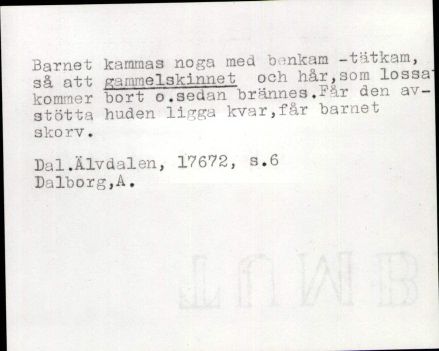 Barnet kammas noga med benkam -tätkam,
så att gammelskinnet och hår,som lossa
kommer bort o.sedan brännes.Får den av-
stötta huden ligga kvar,får barnet
skorv.
Dal.Älvdalen, 17672, s.6
Dalborg,A.